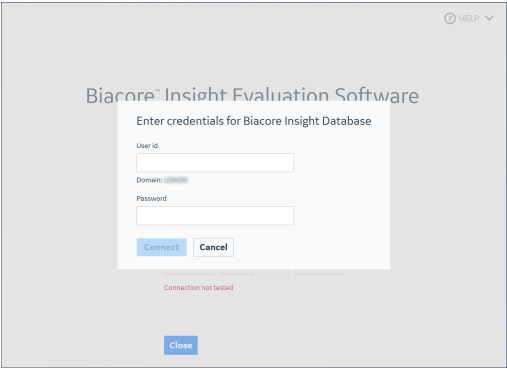 HELP
Biacore™ Insight Evaluation Software
Enter credentials for Biacore Insight Database
User id
Domain:
Password
Connect
Cancel
Connection not tested
Close